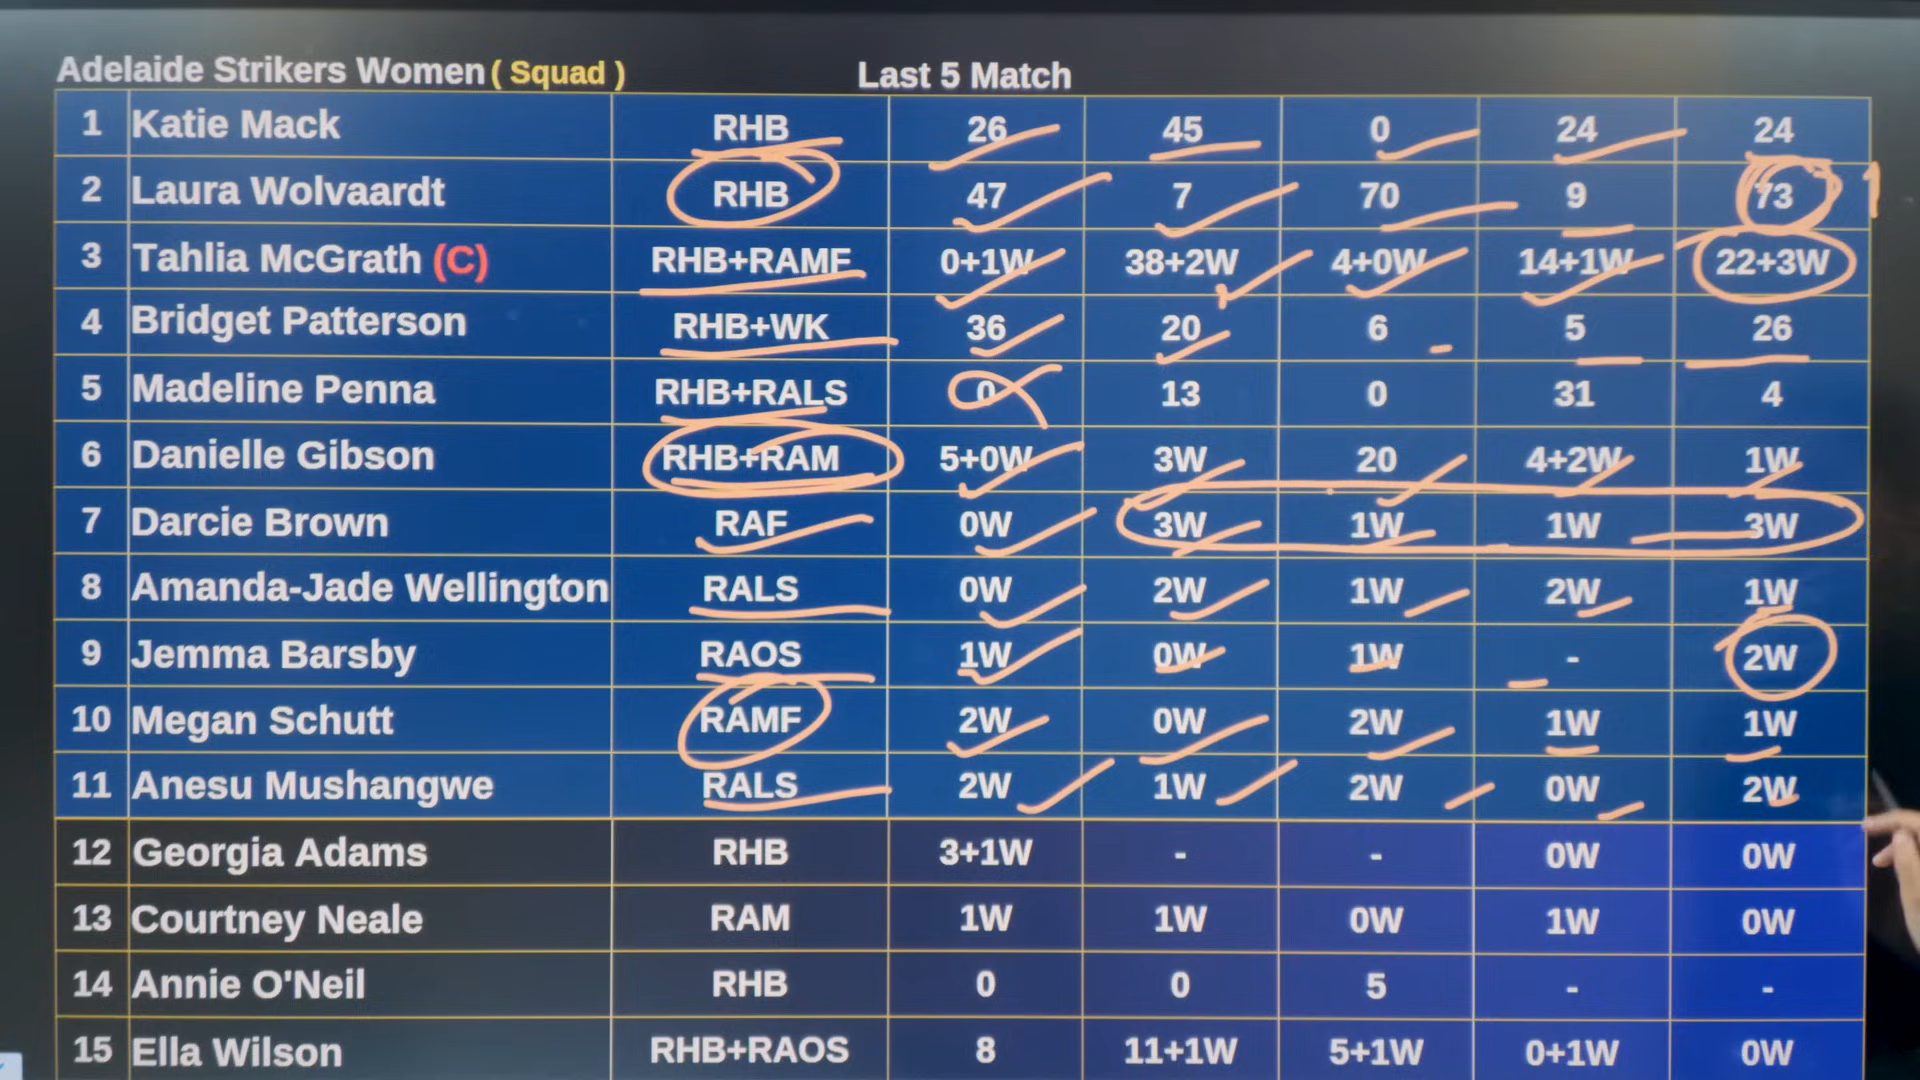 Adelaide Strikers Women ( Squad ) Last 5 Match
1 Katie Mack RHB 26 45 0 24 24
2 Laura Wolvaardt RHB 47 7 70 9 73
3 Tahlia McGrath (C) RHB+RAMF 0+1W 38+2W 4+0W 14+1W 22+3W
4 Bridget Patterson RHB+WK 36 20 6 5 26
5 Madeline Penna RHB+RALS 0 13 0 31 4
6 Danielle Gibson RHB+RAM 5+0W 3W 20 4+2W 1W
7 Darcie Brown RAF 0W 3W 1W 1W 3W
8 Amanda-Jade Wellington RALS 0W 2W 1W 2W 1W
9 Jemma Barsby RAOS 1W 0W 1W - 2W
10 Megan Schutt RAMF 2W 0W 2W 1W 1W
11 Anesu Mushangwe RALS 2W 1W 2W 0W 2W
12 Georgia Adams RHB 3+1W - - 0W 0W
13 Courtney Neale RAM 1W 1W 0W 1W 0W
14 Annie O'Neil RHB 0 0 5 - -
15 Ella Wilson RHB+RAOS 8 11+1W 5+1W 0+1W 0W